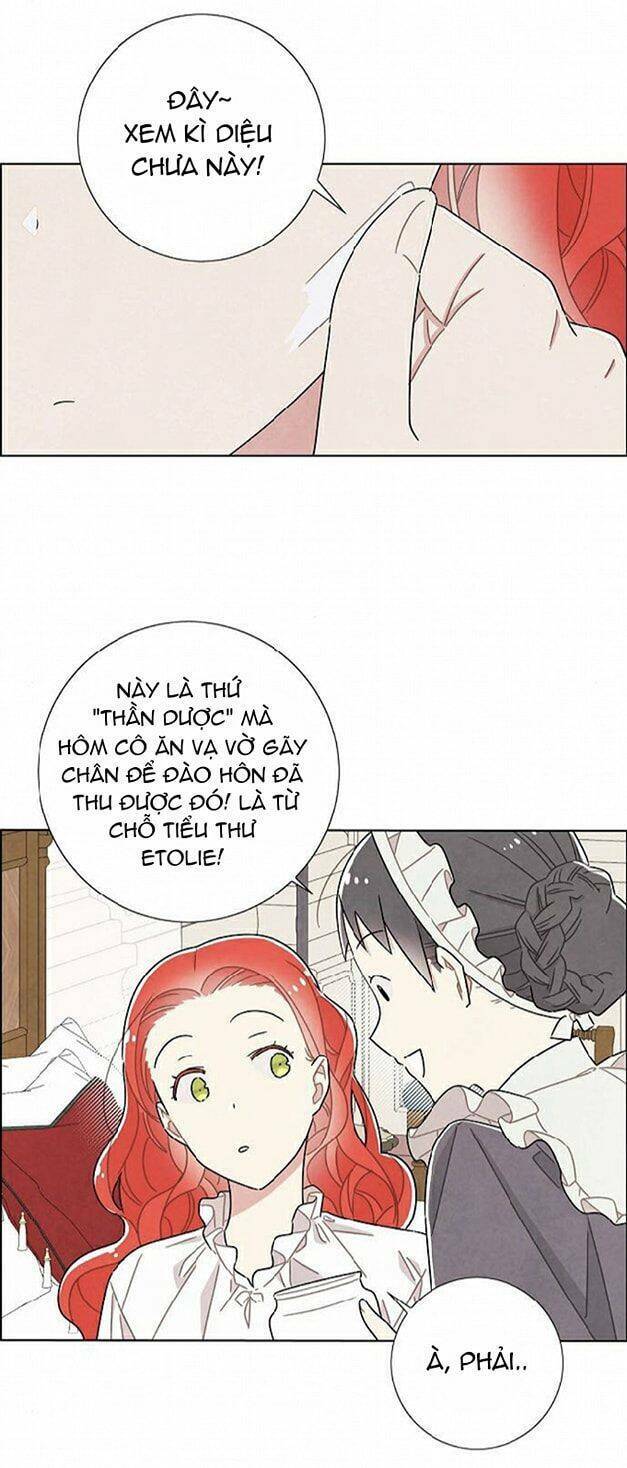 ĐÂY~
XEM KÌ DIỆU
CHƯA NÀY!
NÀY LÀ THỨ
"THẦN DƯỢC" MÀ
HÔM CÔ ĂN VẠ VỜ GÃY
CHÂN ĐỂ ĐÀO HÔN ĐÃ
THU ĐƯỢC ĐÓ! LÀ TỪ
CHỖ TIỂU THƯ
ETOLIE!
À, PHẢI..